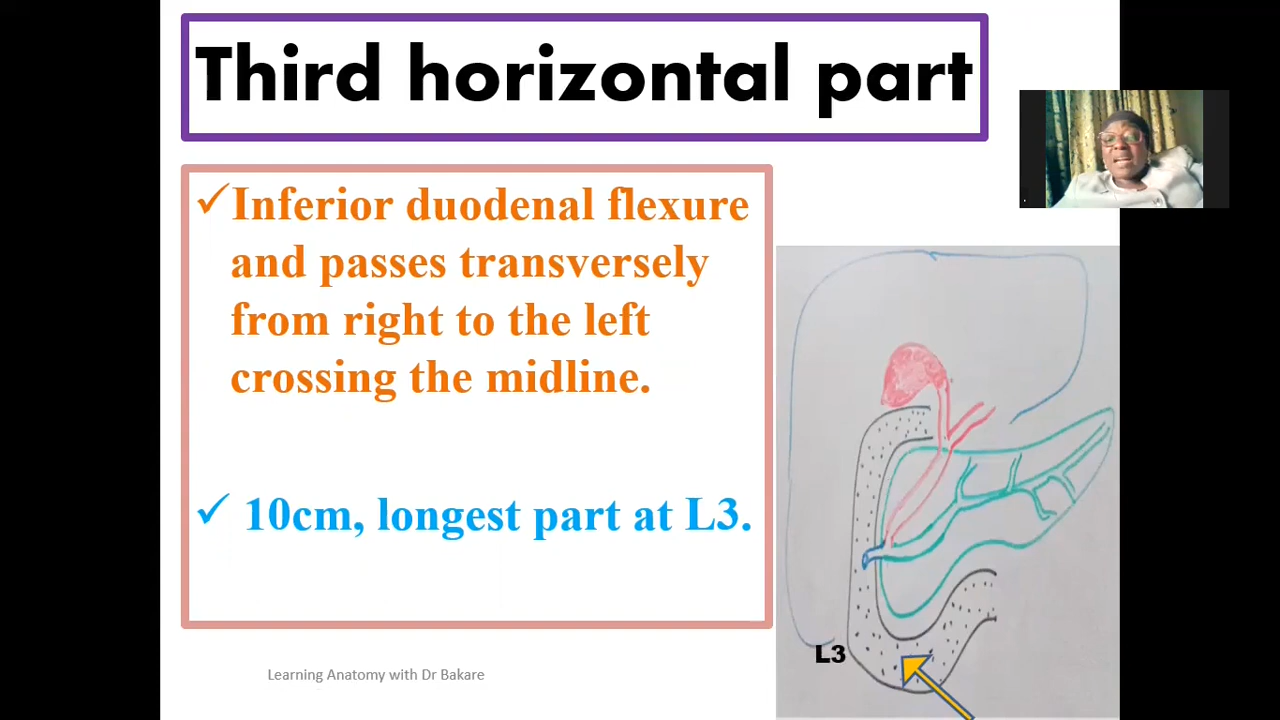 Third horizontal part
✓Inferior duodenal flexure
and passes transversely
from right to the left
crossing the midline.
✓ 10cm, longest part at L3.
L3
Learning Anatomy with Dr Bakare